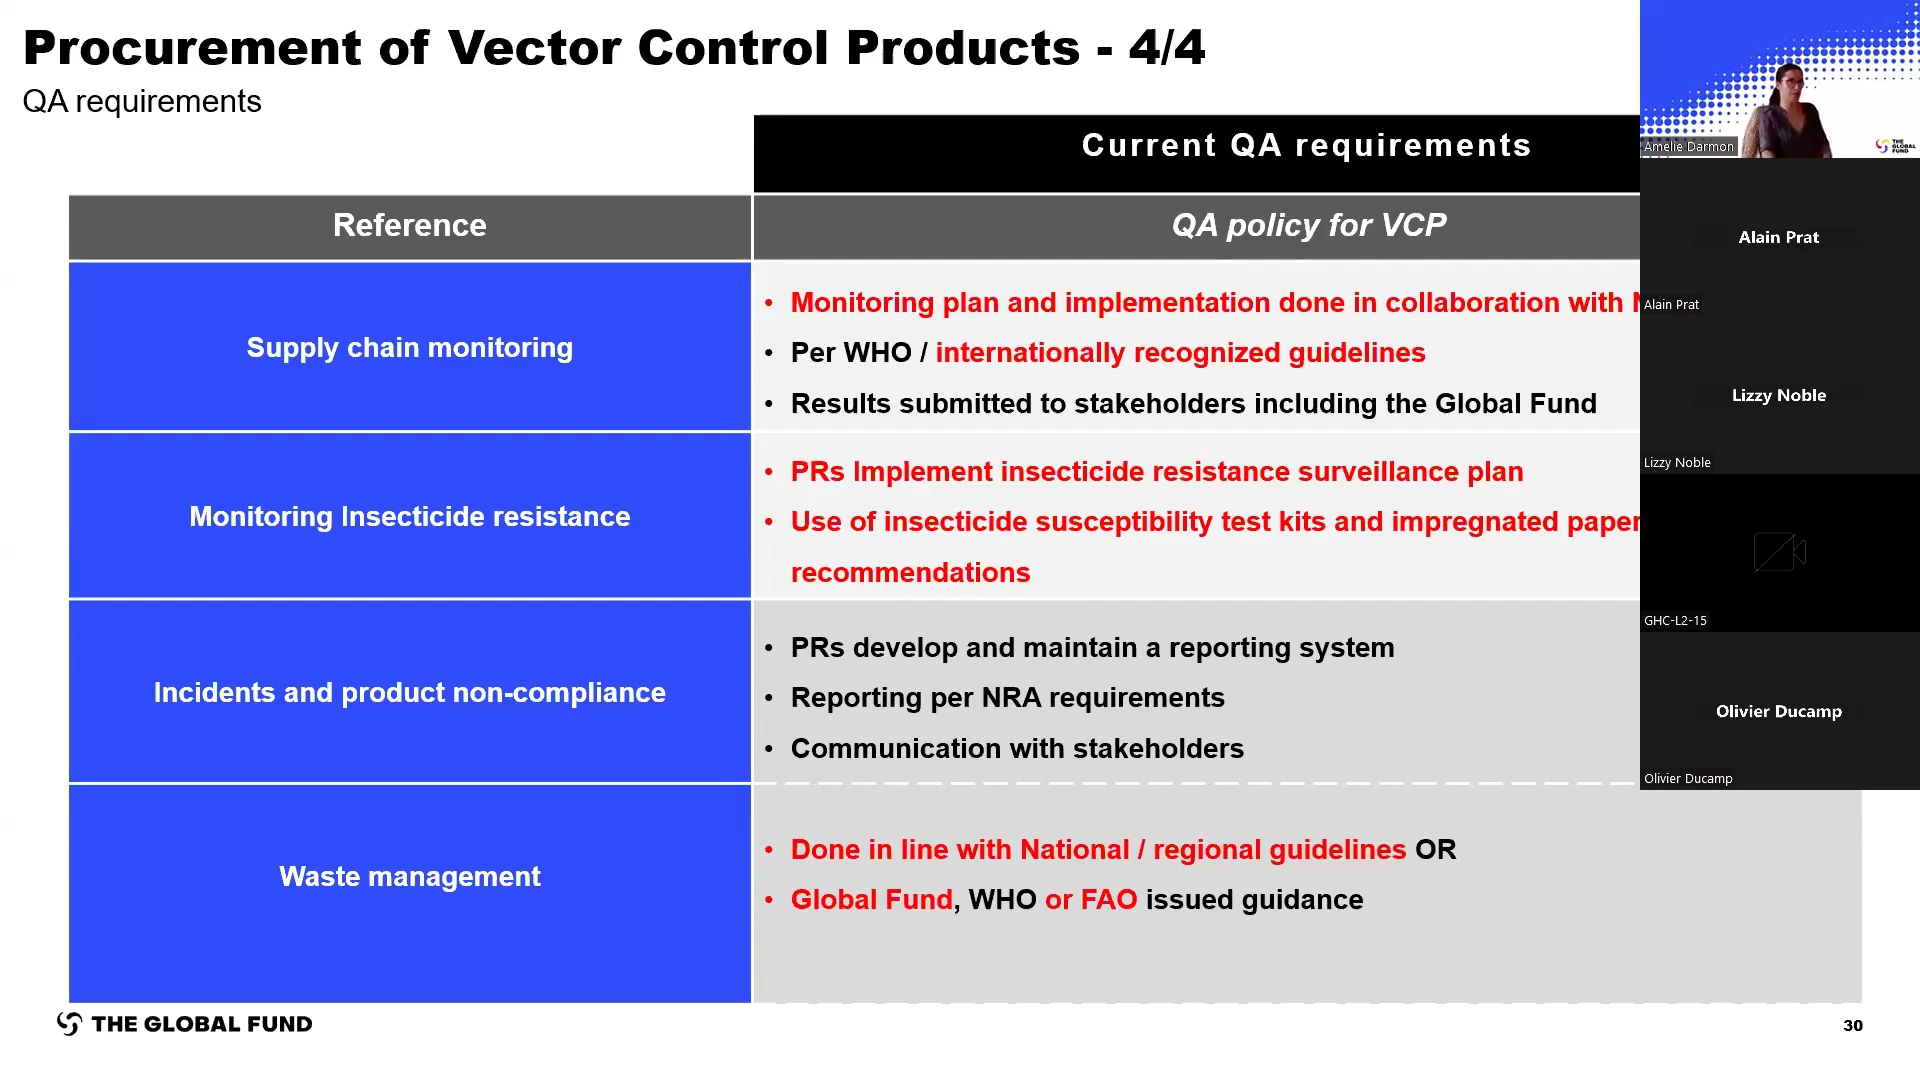 Procurement of Vector Control Products - 4/4
QA requirements
Current QA requirements
Reference
QA policy for VCP
Supply chain monitoring
• Monitoring plan and implementation done in collaboration with
• Per WHO / internationally recognized guidelines
• Results submitted to stakeholders including the Global Fund
Monitoring Insecticide resistance
• PRs Implement insecticide resistance surveillance plan
• Use of insecticide susceptibility test kits and impregnated paper
recommendations
Incidents and product non-compliance
• PRs develop and maintain a reporting system
• Reporting per NRA requirements
• Communication with stakeholders
Waste management
• Done in line with National / regional guidelines OR
• Global Fund, WHO or FAO issued guidance
THE GLOBAL FUND
30
Amelie Darmon
THE
GLOBAL
FUND
Alain Prat
Alain Prat
Lizzy Noble
Lizzy Noble
GHC-L2-15
Olivier Ducamp
Olivier Ducamp